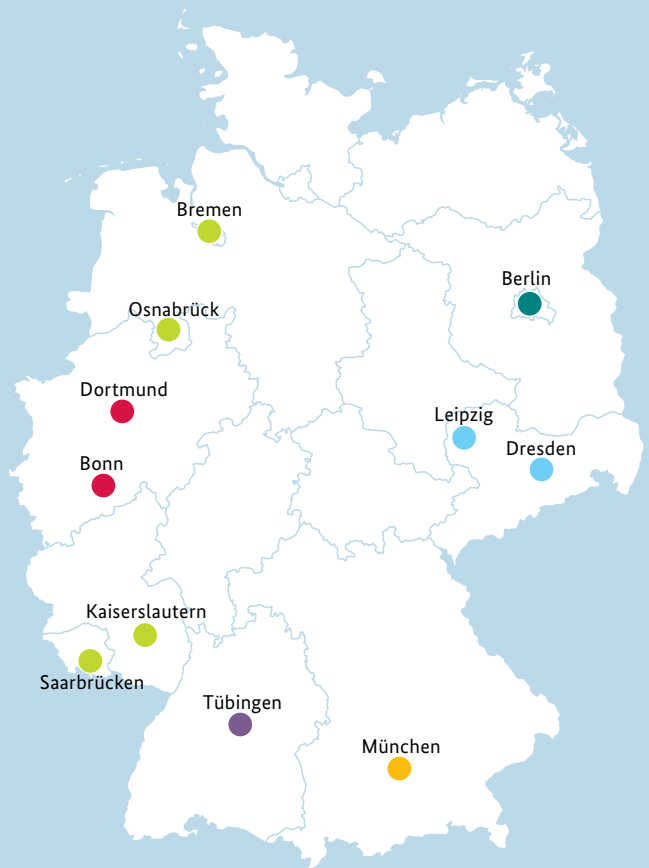 Bremen
Berlin
Osnabrück
Dortmund
Leipzig
Dresden
Bonn
Kaiserslautern
Saarbrücken
Tübingen
München